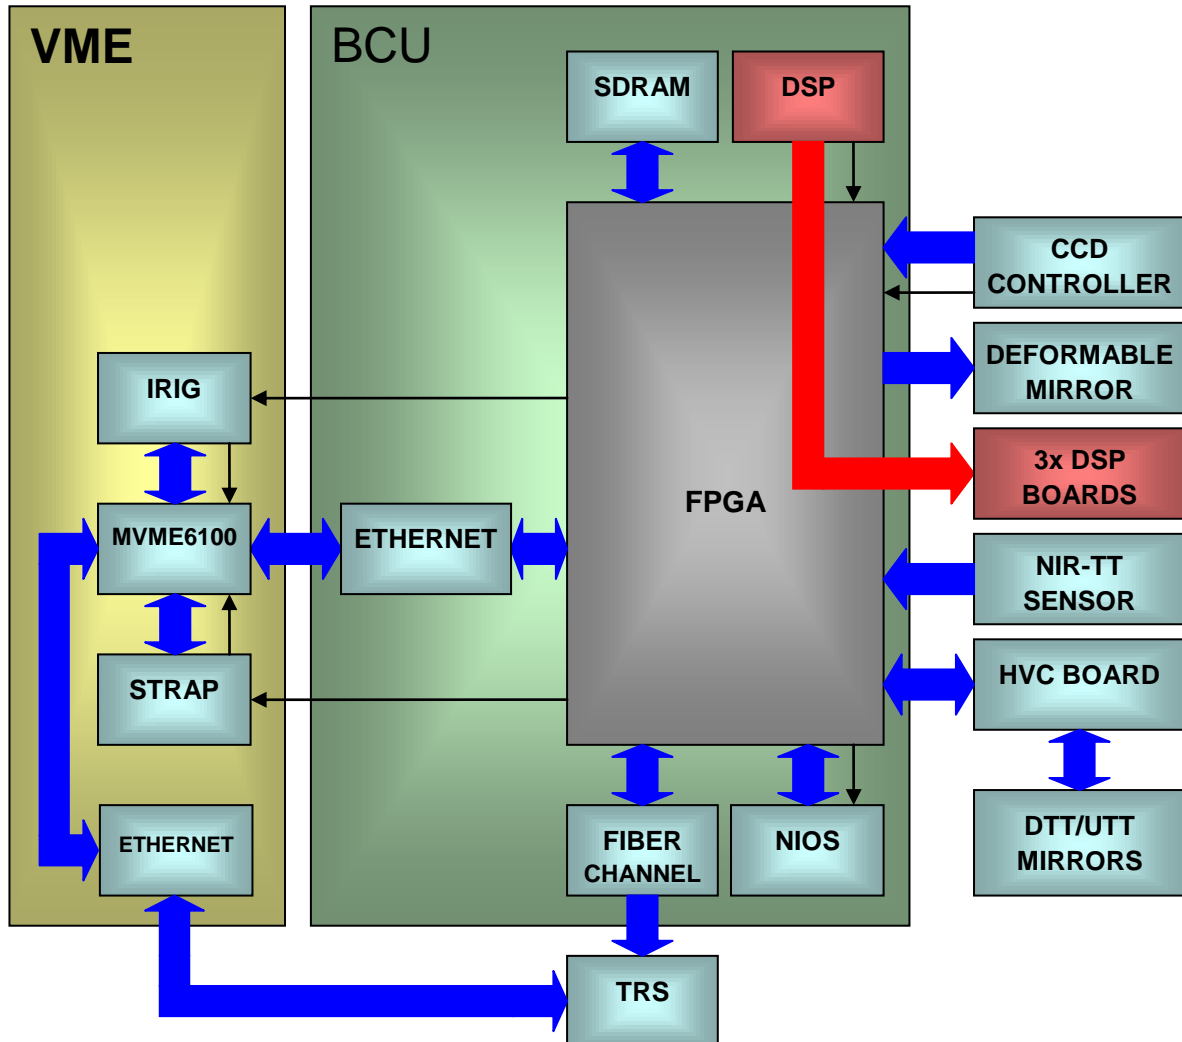 VME
BCU
SDRAM
DSP
CCD
CONTROLLER
DEFORMABLE
MIRROR
IRIG
3x DSP
BOARDS
FPGA
MVME6100
ETHERNET
NIR-TT
SENSOR
STRAP
HVC BOARD
ETHERNET
FIBER
CHANNEL
NIOS
DTT/UTT
MIRRORS
TRS